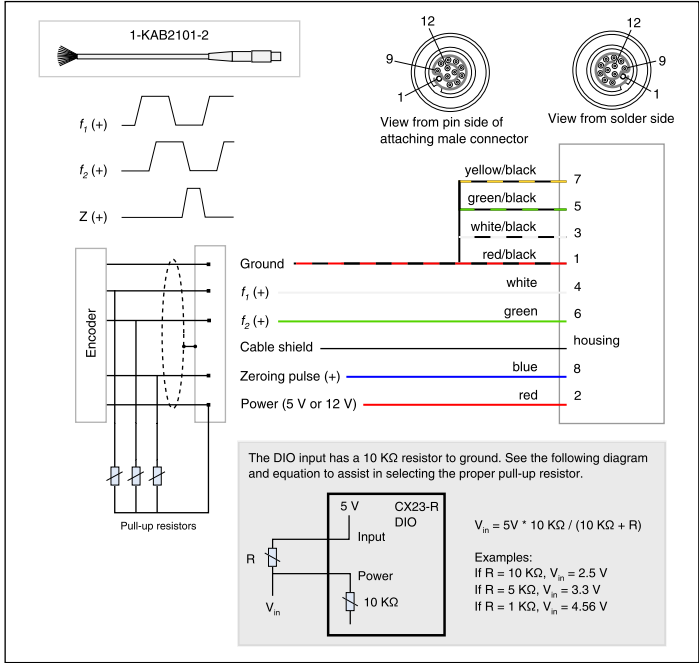 1-KAB2101-2
12
9
1
View from pin side of
attaching male connector
12
9
1
View from solder side
f₁ (+)
f₂ (+)
Z (+)
yellow/black
7
green/black
5
white/black
3
Ground
red/black
1
f₁ (+)
white
4
f₂ (+)
green
6
Cable shield
housing
Zeroing pulse (+)
blue
8
Power (5 V or 12 V)
red
2
Encoder
Pull-up resistors
The DIO input has a 10 KΩ resistor to ground. See the following diagram
and equation to assist in selecting the proper pull-up resistor.
5 V
CX23-R
DIO
Input
R
Power
10 KΩ
Vin
Vin = 5V * 10 KΩ / (10 KΩ + R)
Examples:
If R = 10 KΩ, Vin = 2.5 V
If R = 5 KΩ, Vin = 3.3 V
If R = 1 KΩ, Vin = 4.56 V